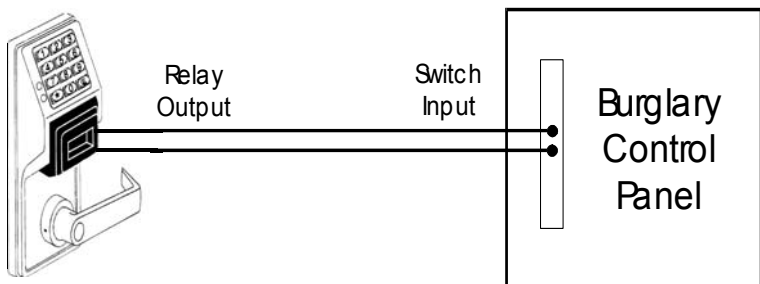 Relay
Output
Switch
Input
Burglary
Control
Panel